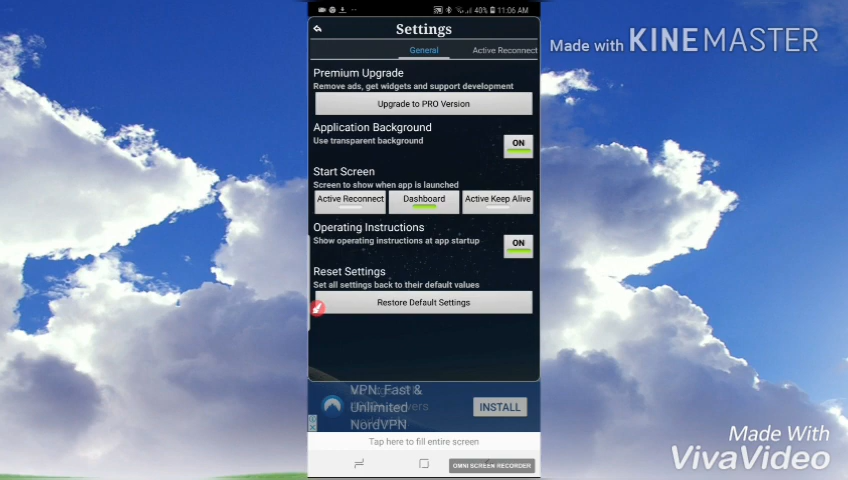 40% 11:06 AM
Settings
General
Active Reconnect
Made with KINEMASTER
Premium Upgrade
Remove ads, get widgets and support development
Upgrade to PRO Version
Application Background
Use transparent background
ON
Start Screen
Screen to show when app is launched
Active Reconnect
Dashboard
Active Keep Alive
Operating Instructions
Show operating instructions at app startup
ON
Reset Settings
Set all settings back to their default values
Restore Default Settings
VPN: Fast &
Unlimited
NordVPN
INSTALL
Tap here to fill entire screen
OMNI SCREEN RECORDER
Made With
VivaVideo